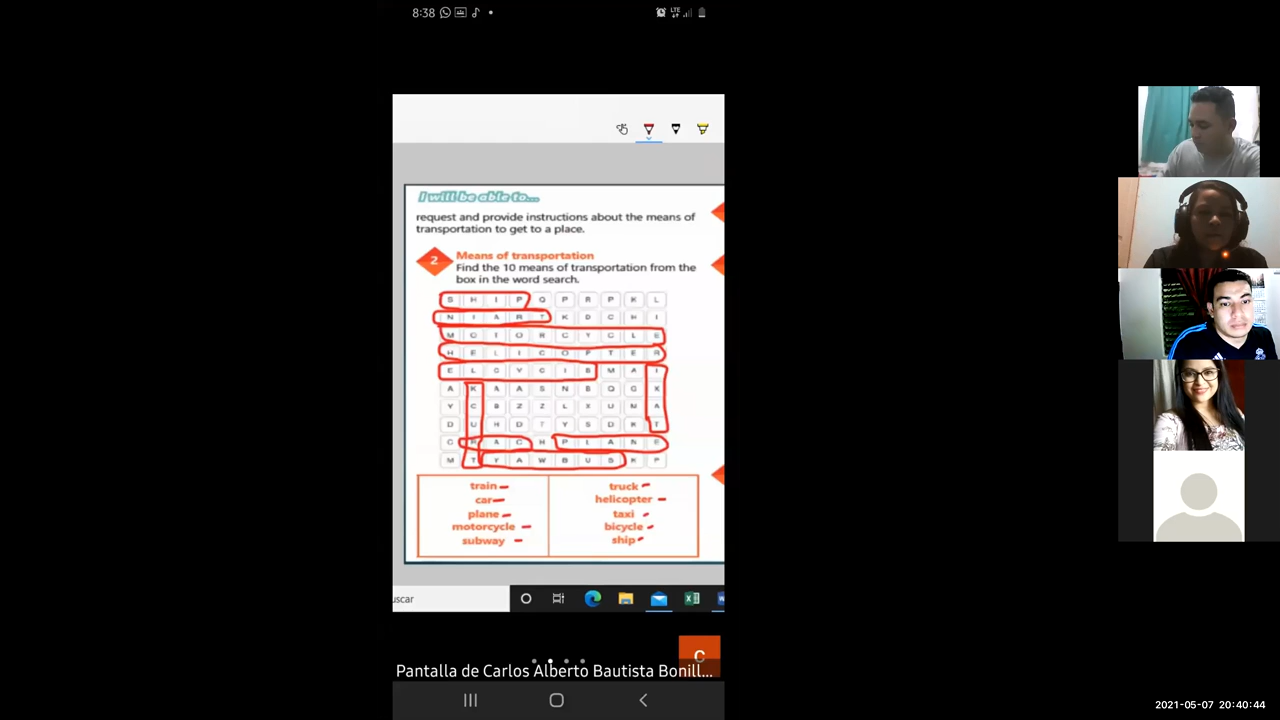 8:38
LTE
I will be able to...
request and provide instructions about the means of
transportation to get to a place.
2 Means of transportation
Find the 10 means of transportation from the
box in the word search.
S H I P Q P R P K L
N I A R T K D C H I
M O T O R C Y C L E
H E L I C O P T E R
E L C Y C I B M A I
A K A A S N B Q G X
Y C B Z Z L X U M A
D U H D T Y S D K T
C R A C H P L A N E
M T Y A W B U S K P
train
car
plane
motorcycle
subway
truck
helicopter
taxi
bicycle
ship
uscar
C
Pantalla de Carlos Alberto Bautista Bonill...
2021-05-07 20:40:44